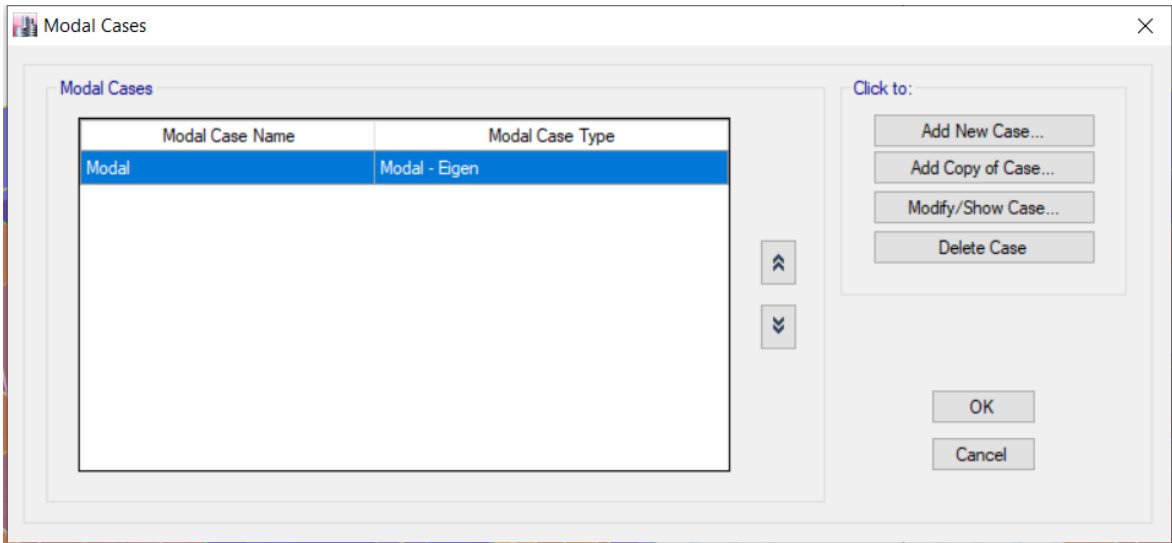 Modal Cases
Modal Cases
Click to:
Modal Case Name Modal Case Type
Modal Modal - Eigen
Add New Case...
Add Copy of Case...
Modify/Show Case...
Delete Case
OK
Cancel